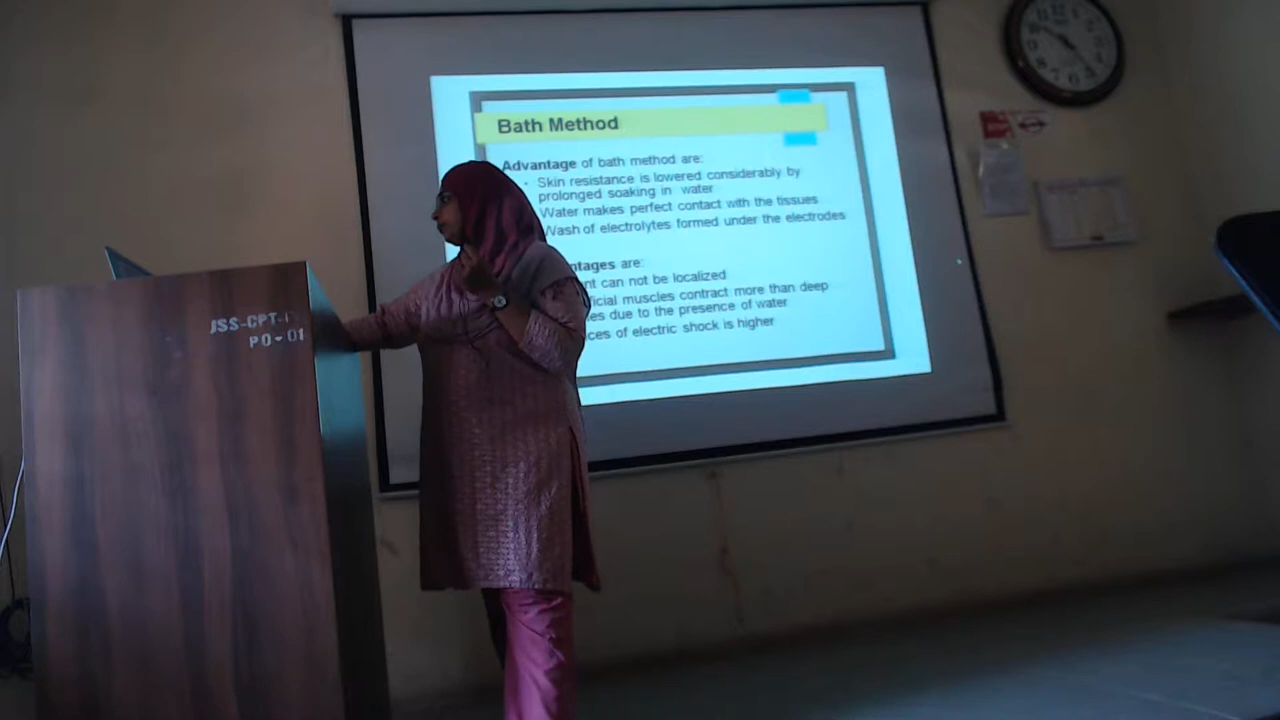 Bath Method
Advantage of bath method are:
Skin resistance is lowered considerably by
prolonged soaking in water
Water makes perfect contact with the tissues
Wash of electrolytes formed under the electrodes
ntages are:
nt can not be localized
ficial muscles contract more than deep
les due to the presence of water
ces of electric shock is higher
JSS-CPT-
PO-01